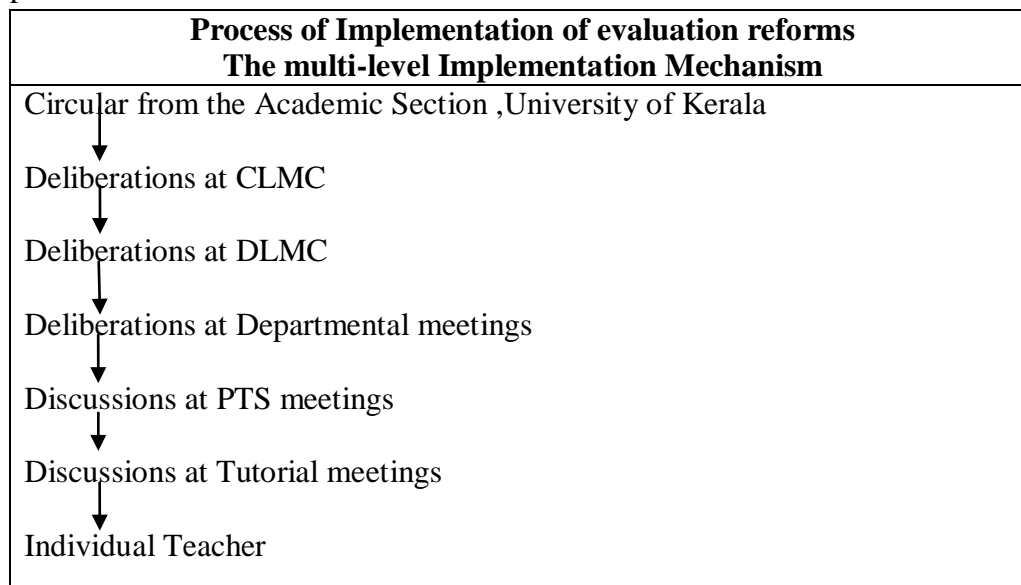 Process of Implementation of evaluation reforms
The multi-level Implementation Mechanism
Circular from the Academic Section ,University of Kerala
Deliberations at CLMC
Deliberations at DLMC
Deliberations at Departmental meetings
Discussions at PTS meetings
Discussions at Tutorial meetings
Individual Teacher